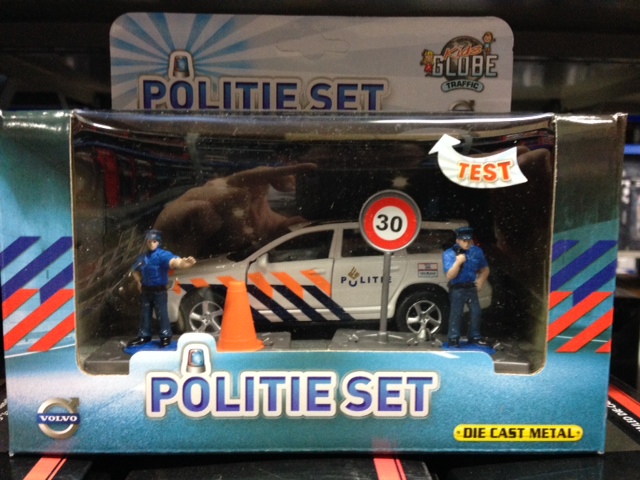 Kids
GLOBE
TRAFFIC
POLITIE SET
TEST
30
POLITIE
POLITIE SET
VOLVO
DIE CAST METAL